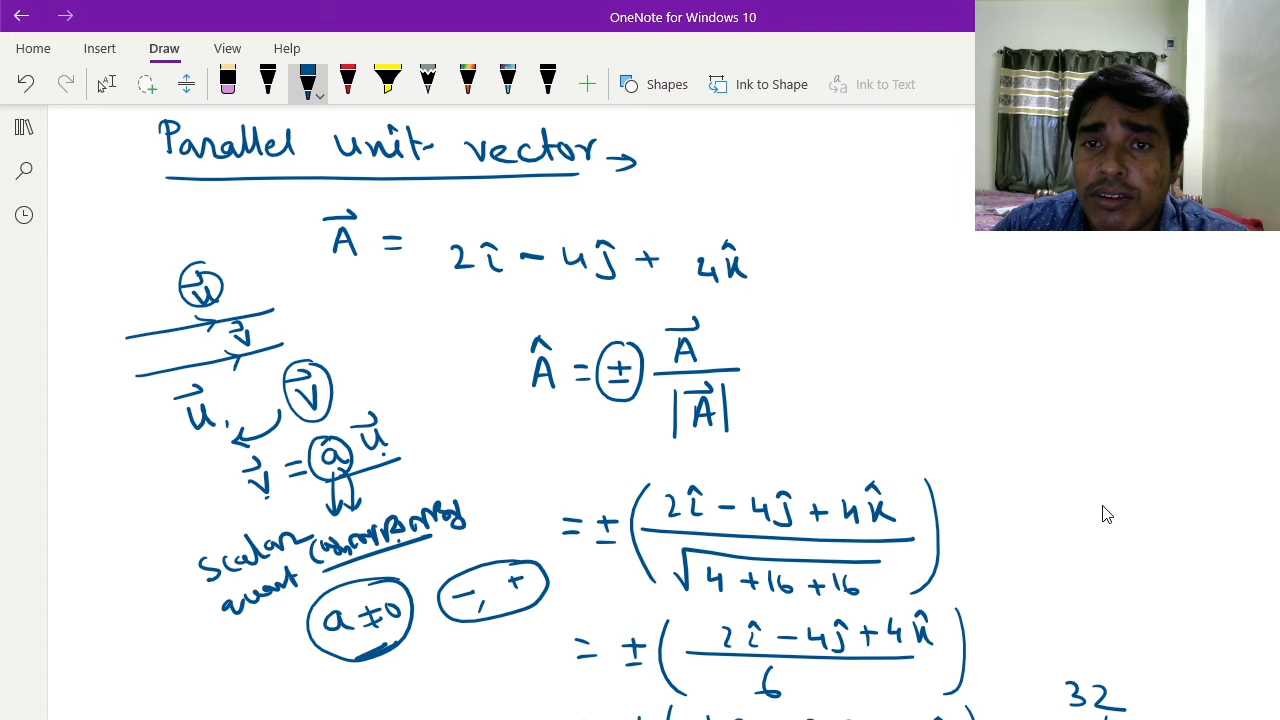 OneNote for Windows 10
Home Insert Draw View Help
Shapes Ink to Shape Ink to Text
Parallel unit vector →
A⃗ = 2î - 4ĵ + 4k̂
u⃗
v⃗
Â = ± A⃗ / |A⃗|
u⃗, v⃗
v⃗ = a u⃗
= ± (2î - 4ĵ + 4k̂ / √4 + 16 + 16)
scalar
a ≠ 0 -, +
= ± (2î - 4ĵ + 4k̂ / 6)
32